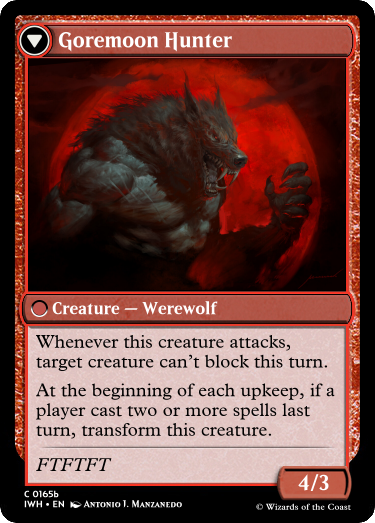 Goremoon Hunter
Creature — Werewolf
Whenever this creature attacks,
target creature can't block this turn.
At the beginning of each upkeep, if a
player cast two or more spells last
turn, transform this creature.
FTFTFT
4/3
C 0165b
IWH • EN Antonio J. Manzanedo
© Wizards of the Coast